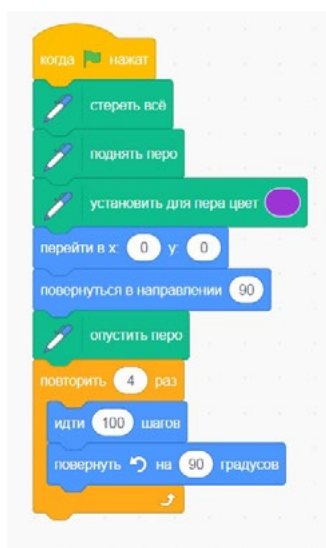 когда нажат
стереть всё
поднять перо
установить для пера цвет
перейти в x: 0 y: 0
повернуться в направлении 90
опустить перо
повторить 4 раз
идти 100 шагов
повернуть на 90 градусов